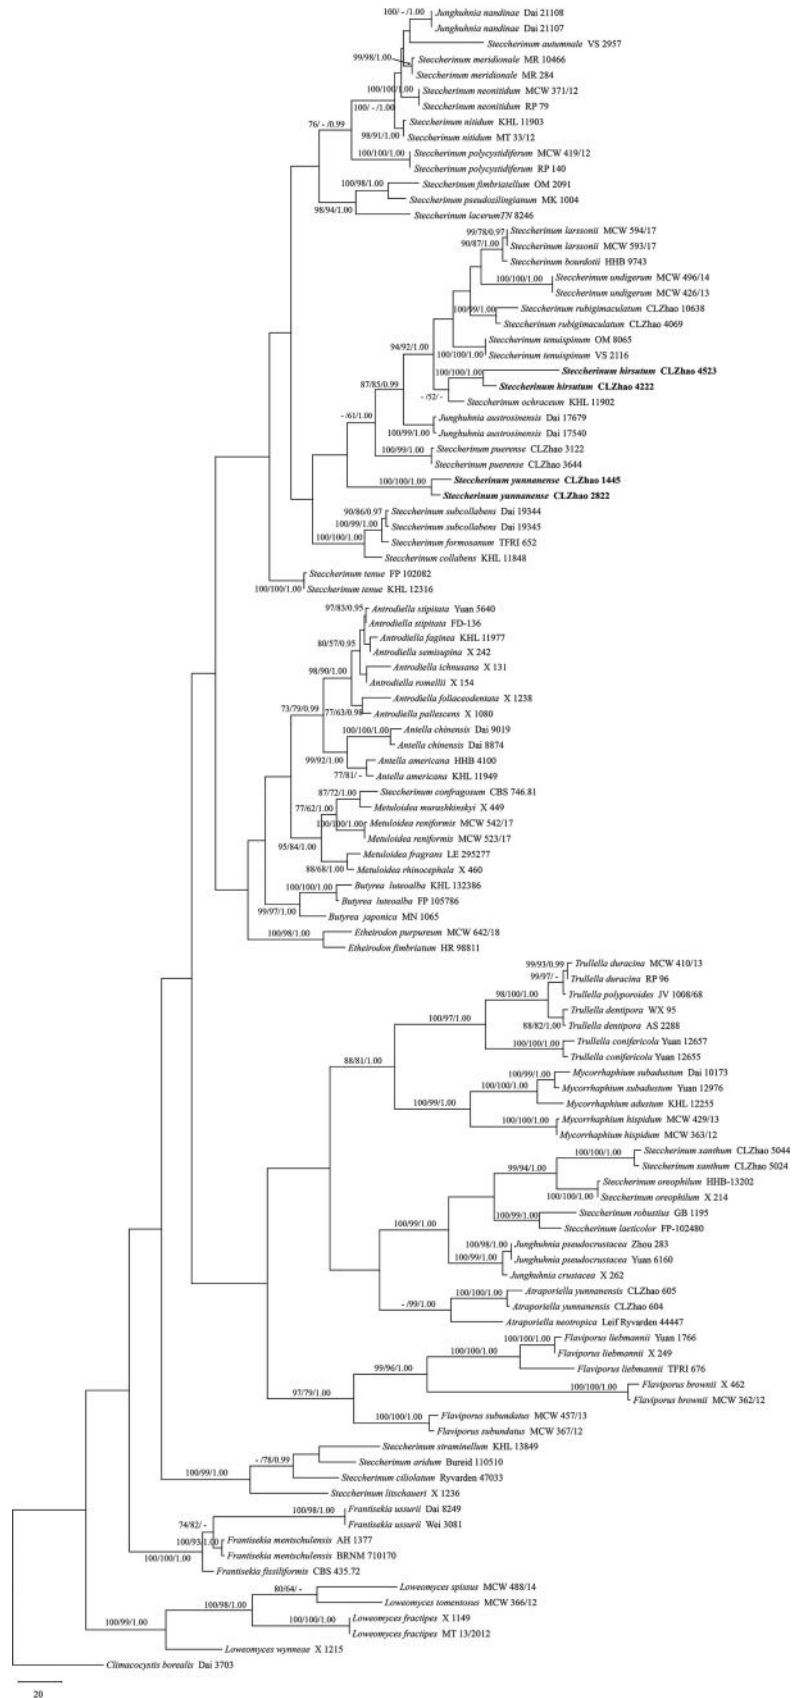 100/ - /1.00
Junghuhnia nandinae Dai 21108
Junghuhnia nandinae Dai 21107
Steccherinum autumnale VS 2957
99/98/1.00
Steccherinum meridionale MR 10466
Steccherinum meridionale MR 284
100/100/1.00
Steccherinum neonitidum MCW 371/12
Steccherinum neonitidum RP 79
100/ - /1.00
76/ - /0.99
Steccherinum nitidum KHL 11903
98/91/1.00
Steccherinum nitidum MT 33/12
100/100/1.00
Steccherinum polycystidiferum MCW 419/12
Steccherinum polycystidiferum RP 140
100/98/1.00
Steccherinum fimbriatellum OM 2091
Steccherinum pseudozilingianum MK 1004
98/94/1.00
Steccherinum lacerumTN 8246
99/78/0.97
Steccherinum larssonii MCW 594/17
90/87/1.00
Steccherinum larssonii MCW 593/17
Steccherinum bourdotii HHB 9743
100/100/1.00
Steccherinum undigerum MCW 496/14
Steccherinum undigerum MCW 426/13
100/99/1.00
Steccherinum rubigimaculatum CLZhao 10638
Steccherinum rubigimaculatum CLZhao 4069
94/92/1.00
Steccherinum tenuispinum OM 8065
100/100/1.00
Steccherinum tenuispinum VS 2116
100/100/1.00
Steccherinum hirsutum CLZhao 4523
87/85/0.99
Steccherinum hirsutum CLZhao 4222
- /52/ -
Steccherinum ochraceum KHL 11902
- /61/1.00
Junghuhnia austrosinensis Dai 17679
100/99/1.00
Junghuhnia austrosinensis Dai 17540
100/99/1.00
Steccherinum puerense CLZhao 3122
Steccherinum puerense CLZhao 3644
100/100/1.00
Steccherinum yunnanense CLZhao 1445
Steccherinum yunnanense CLZhao 2822
90/86/0.97
Steccherinum subcollabens Dai 19344
100/99/1.00
Steccherinum subcollabens Dai 19345
100/100/1.00
Steccherinum formosanum TFRI 652
Steccherinum collabens KHL 11848
Steccherinum tenue FP 102082
100/100/1.00
Steccherinum tenue KHL 12316
97/83/0.95
Antrodiella stipitata Yuan 5640
Antrodiella stipitata FD-136
80/57/0.95
Antrodiella faginea KHL 11977
Antrodiella semisupina X 242
98/90/1.00
Antrodiella ichnusana X 131
Antrodiella romellii X 154
Antrodiella foliaceodentata X 1238
73/79/0.99
77/63/0.98
Antrodiella pallescens X 1080
100/100/1.00
Antella chinensis Dai 9019
Antella chinensis Dai 8874
99/92/1.00
Antella americana HHB 4100
77/81/ -
Antella americana KHL 11949
87/72/1.00
Steccherinum confragosum CBS 746.81
77/62/1.00
Metuloidea murashkinskyi X 449
100/100/1.00
Metuloidea reniformis MCW 542/17
Metuloidea reniformis MCW 523/17
95/84/1.00
Metuloidea fragrans LE 295277
88/68/1.00
Metuloidea rhinocephala X 460
100/100/1.00
Butyrea luteoalba KHL 132386
Butyrea luteoalba FP 105786
99/97/1.00
Butyrea japonica MN 1065
100/98/1.00
Etheirodon purpureum MCW 642/18
Etheirodon fimbriatum HR 98811
99/93/0.99
Trullella duracina MCW 410/13
99/97/ -
Trullella duracina RP 96
98/100/1.00
Trullella polyporoides JV 1008/68
Trullella dentipora WX 95
100/97/1.00
88/82/1.00
Trullella dentipora AS 2288
100/100/1.00
Trullella conifericola Yuan 12657
Trullella conifericola Yuan 12655
88/81/1.00
100/99/1.00
Mycorrhaphium subadustum Dai 10173
100/100/1.00
Mycorrhaphium subadustum Yuan 12976
100/99/1.00
Mycorrhaphium adustum KHL 12255
100/100/1.00
Mycorrhaphium hispidum MCW 429/13
Mycorrhaphium hispidum MCW 363/12
100/100/1.00
Steccherinum xanthum CLZhao 5044
99/94/1.00
Steccherinum xanthum CLZhao 5024
Steccherinum oreophilum HHB-13202
100/100/1.00
Steccherinum oreophilum X 214
100/99/1.00
Steccherinum robustius GB 1195
100/99/1.00
Steccherinum laeticolor FP-102480
100/98/1.00
Junghuhnia pseudocrustacea Zhou 283
100/99/1.00
Junghuhnia pseudocrustacea Yuan 6160
Junghuhnia crustacea X 262
100/100/1.00
Atraporiella yunnanensis CLZhao 605
- /99/1.00
Atraporiella yunnanensis CLZhao 604
Atraporiella neotropica Leif Ryvarden 44447
100/100/1.00
Flaviporus liebmannii Yuan 1766
100/100/1.00
Flaviporus liebmannii X 249
99/96/1.00
Flaviporus liebmannii TFRI 676
100/100/1.00
Flaviporus brownii X 462
97/79/1.00
Flaviporus brownii MCW 362/12
100/100/1.00
Flaviporus subundatus MCW 457/13
Flaviporus subundatus MCW 367/12
Steccherinum straminellum KHL 13849
- /78/0.99
Steccherinum aridum Bureid 110510
100/99/1.00
Steccherinum ciliolatum Ryvarden 47033
Steccherinum litschaueri X 1236
100/98/1.00
Frantisekia ussurii Dai 8249
74/82/ -
Frantisekia ussurii Wei 3081
100/93/1.00
Frantisekia mentschulensis AH 1377
100/100/1.00
Frantisekia mentschulensis BRNM 710170
Frantisekia fissiliformis CBS 435.72
80/64/ -
Loweomyces spissus MCW 488/14
100/98/1.00
Loweomyces tomentosus MCW 366/12
100/99/1.00
100/100/1.00
Loweomyces fractipes X 1149
Loweomyces fractipes MT 13/2012
Loweomyces wynneae X 1215
Climacocystis borealis Dai 3703
20